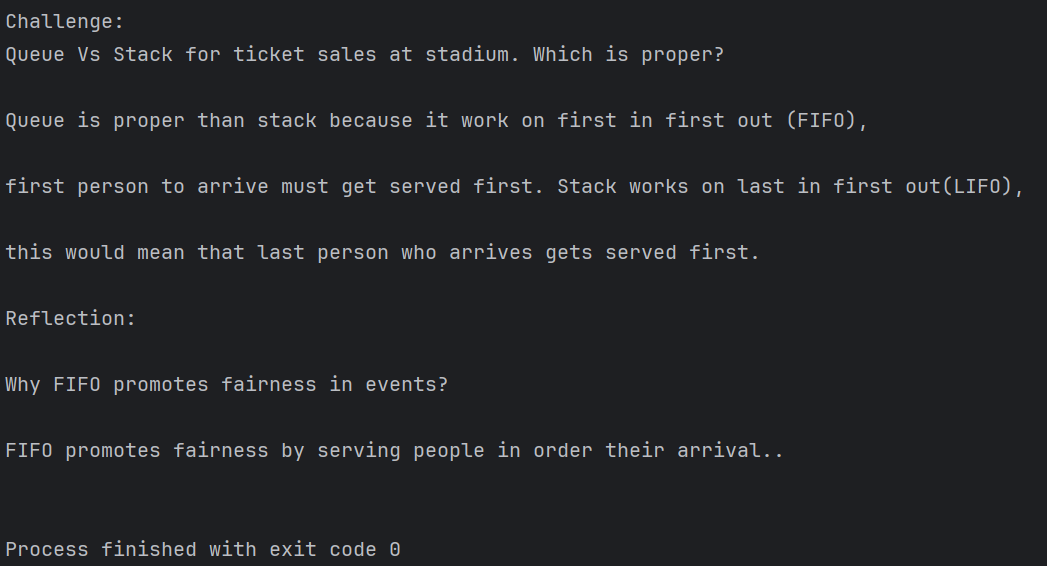 Challenge:
Queue Vs Stack for ticket sales at stadium. Which is proper?
Queue is proper than stack because it work on first in first out (FIFO),
first person to arrive must get served first. Stack works on last in first out(LIFO),
this would mean that last person who arrives gets served first.
Reflection:
Why FIFO promotes fairness in events?
FIFO promotes fairness by serving people in order their arrival..
Process finished with exit code 0